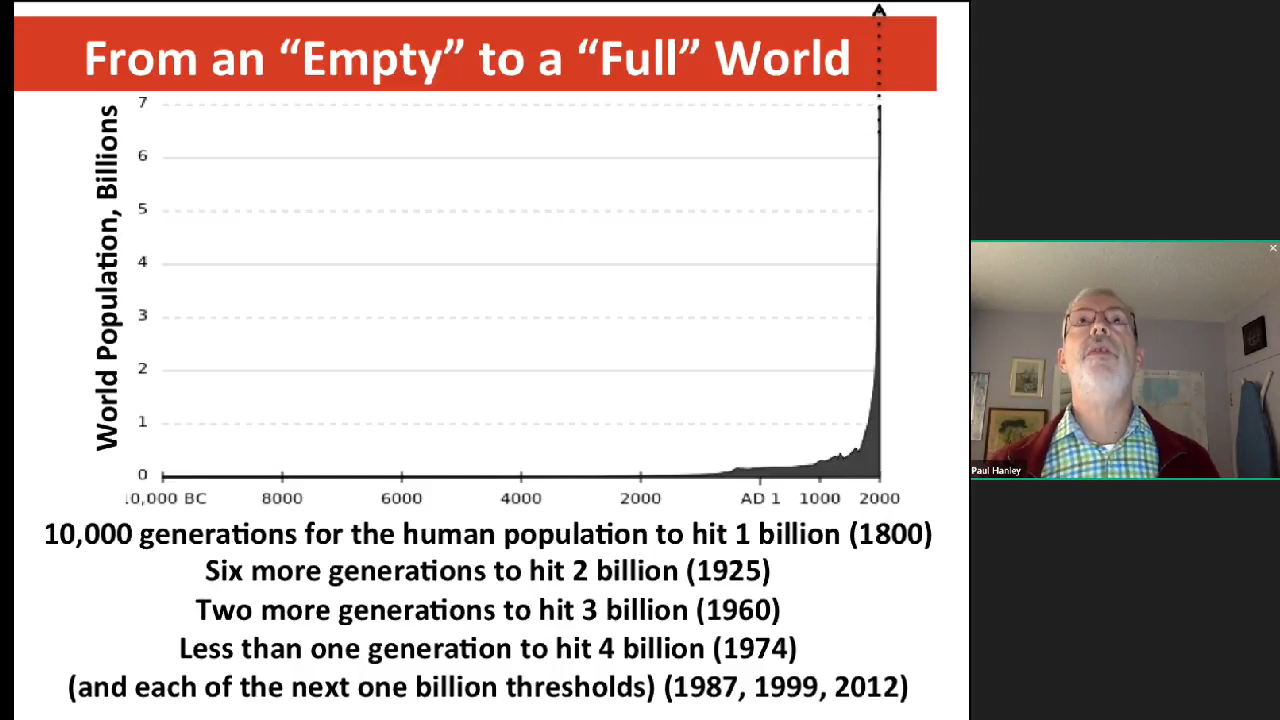 From an “Empty” to a “Full” World
World Population, Billions
7
6
5
4
3
2
1
0
10,000 BC 8000 6000 4000 2000 AD 1 1000 2000
10,000 generations for the human population to hit 1 billion (1800)
Six more generations to hit 2 billion (1925)
Two more generations to hit 3 billion (1960)
Less than one generation to hit 4 billion (1974)
(and each of the next one billion thresholds) (1987, 1999, 2012)
Paul Hanley